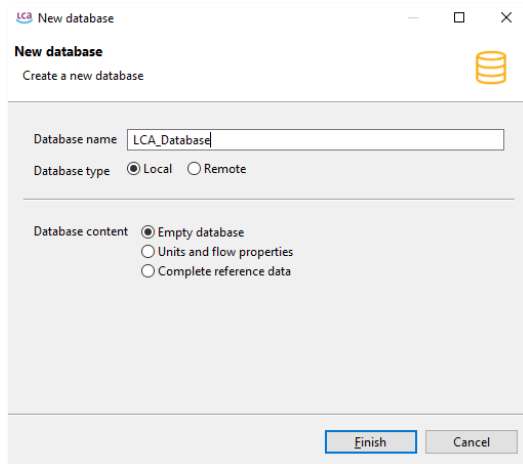 LCA New database
New database
Create a new database
Database name LCA_Database
Database type Local Remote
Database content Empty database
Units and flow properties
Complete reference data
Finish Cancel